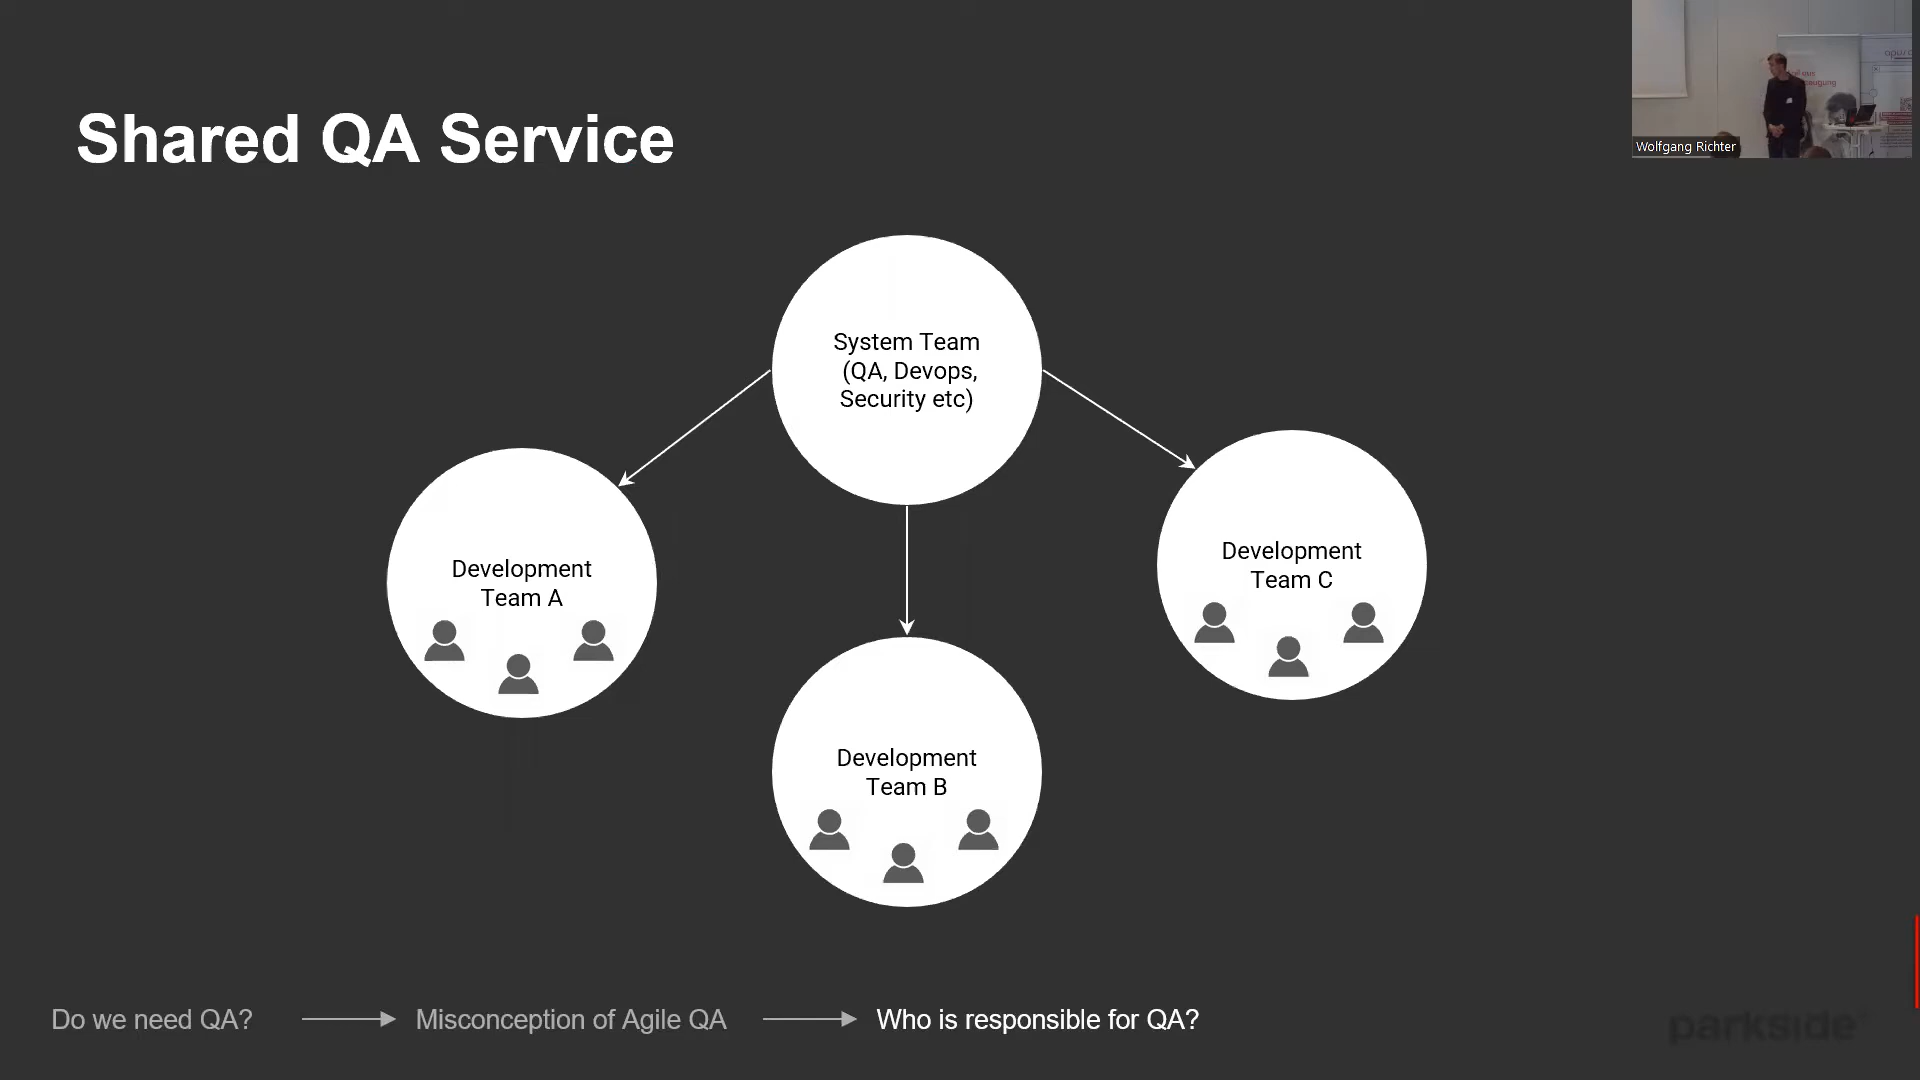 Shared QA Service
Wolfgang Richter
System Team
(QA, Devops,
Security etc)
Development
Team A
Development
Team C
Development
Team B
Do we need QA?
Misconception of Agile QA
Who is responsible for QA?
parkside